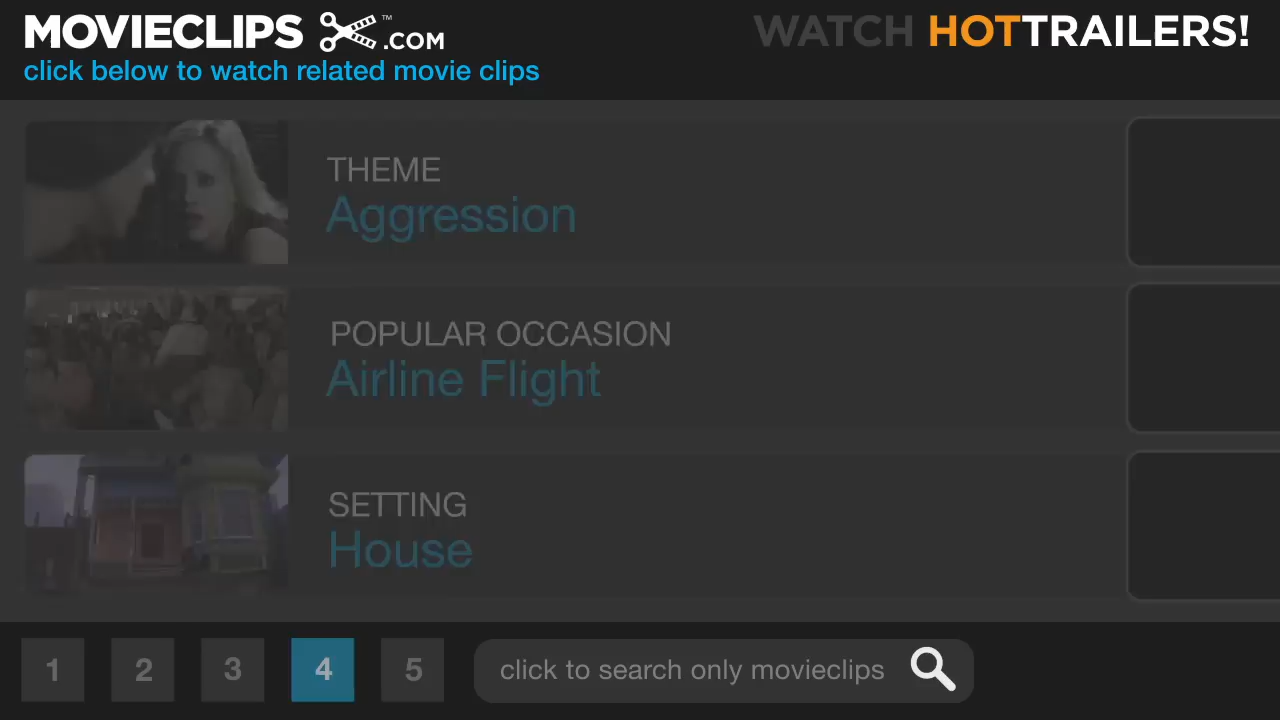 MOVIECLIPS ™ .COM
WATCH HOTTRAILERS!
click below to watch related movie clips
THEME
Aggression
POPULAR OCCASION
Airline Flight
SETTING
House
1 2 3 4 5 click to search only movieclips